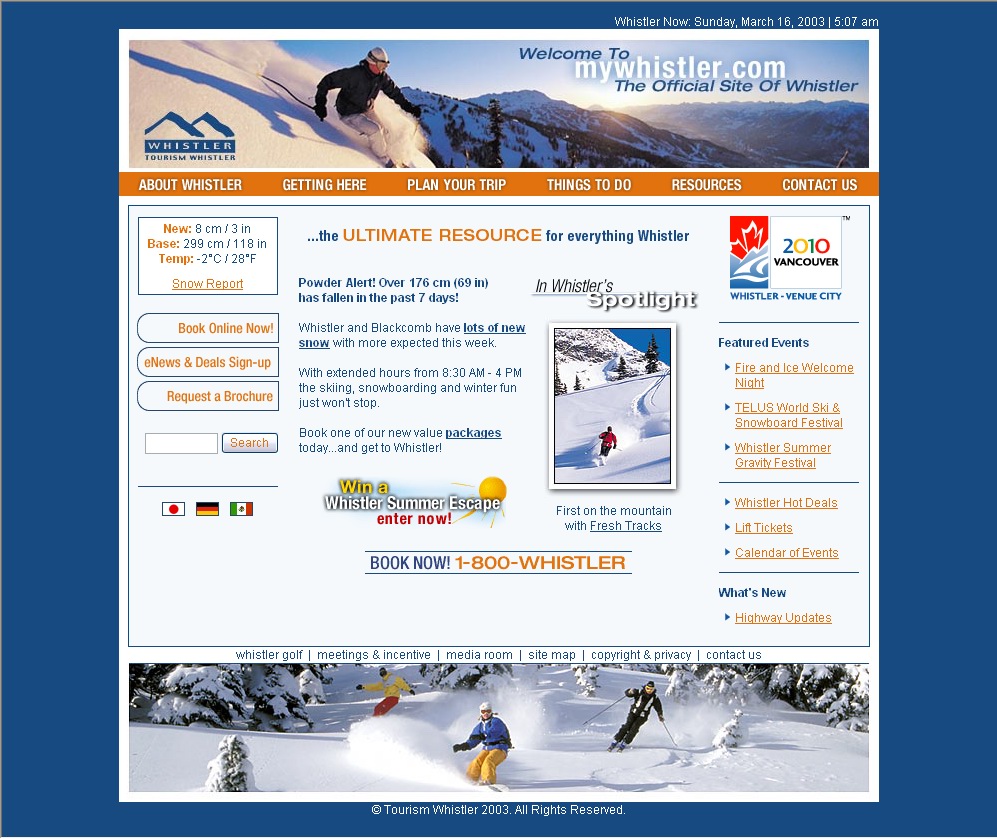 Whistler Now: Sunday, March 16, 2003 | 5:07 am
Welcome To
mywhistler.com
The Official Site Of Whistler
WHISTLER
TOURISM WHISTLER
ABOUT WHISTLER GETTING HERE PLAN YOUR TRIP THINGS TO DO RESOURCES CONTACT US
New: 8 cm / 3 in
Base: 299 cm / 118 in
Temp: -2°C / 28°F
Snow Report
Book Online Now!
eNews & Deals Sign-up
Request a Brochure
Search
...the ULTIMATE RESOURCE for everything Whistler
Powder Alert! Over 176 cm (69 in)
has fallen in the past 7 days!
Whistler and Blackcomb have lots of new
snow with more expected this week.
With extended hours from 8:30 AM - 4 PM
the skiing, snowboarding and winter fun
just won't stop.
Book one of our new value packages
today...and get to Whistler!
Win a
Whistler Summer Escape
enter now!
In Whistler's
Spotlight
First on the mountain
with Fresh Tracks
BOOK NOW! 1-800-WHISTLER
TM
2010
VANCOUVER
WHISTLER - VENUE CITY
Featured Events
Fire and Ice Welcome
Night
TELUS World Ski &
Snowboard Festival
Whistler Summer
Gravity Festival
Whistler Hot Deals
Lift Tickets
Calendar of Events
What's New
Highway Updates
whistler golf | meetings & incentive | media room | site map | copyright & privacy | contact us
© Tourism Whistler 2003. All Rights Reserved.